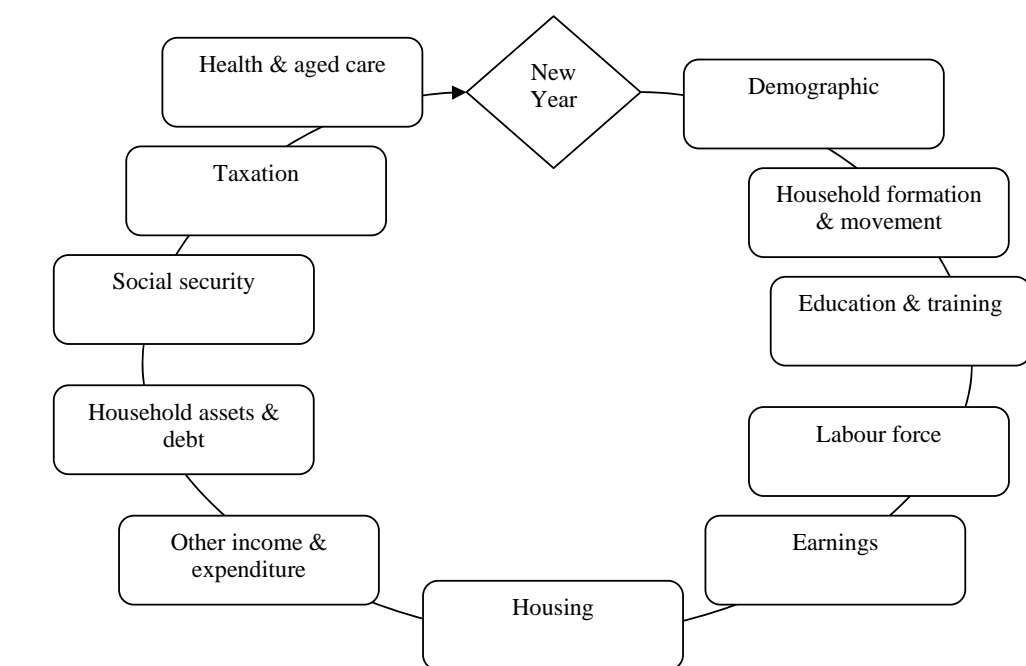 New
Year
Demographic
Household formation
& movement
Education & training
Labour force
Earnings
Housing
Other income &
expenditure
Household assets &
debt
Social security
Taxation
Health & aged care